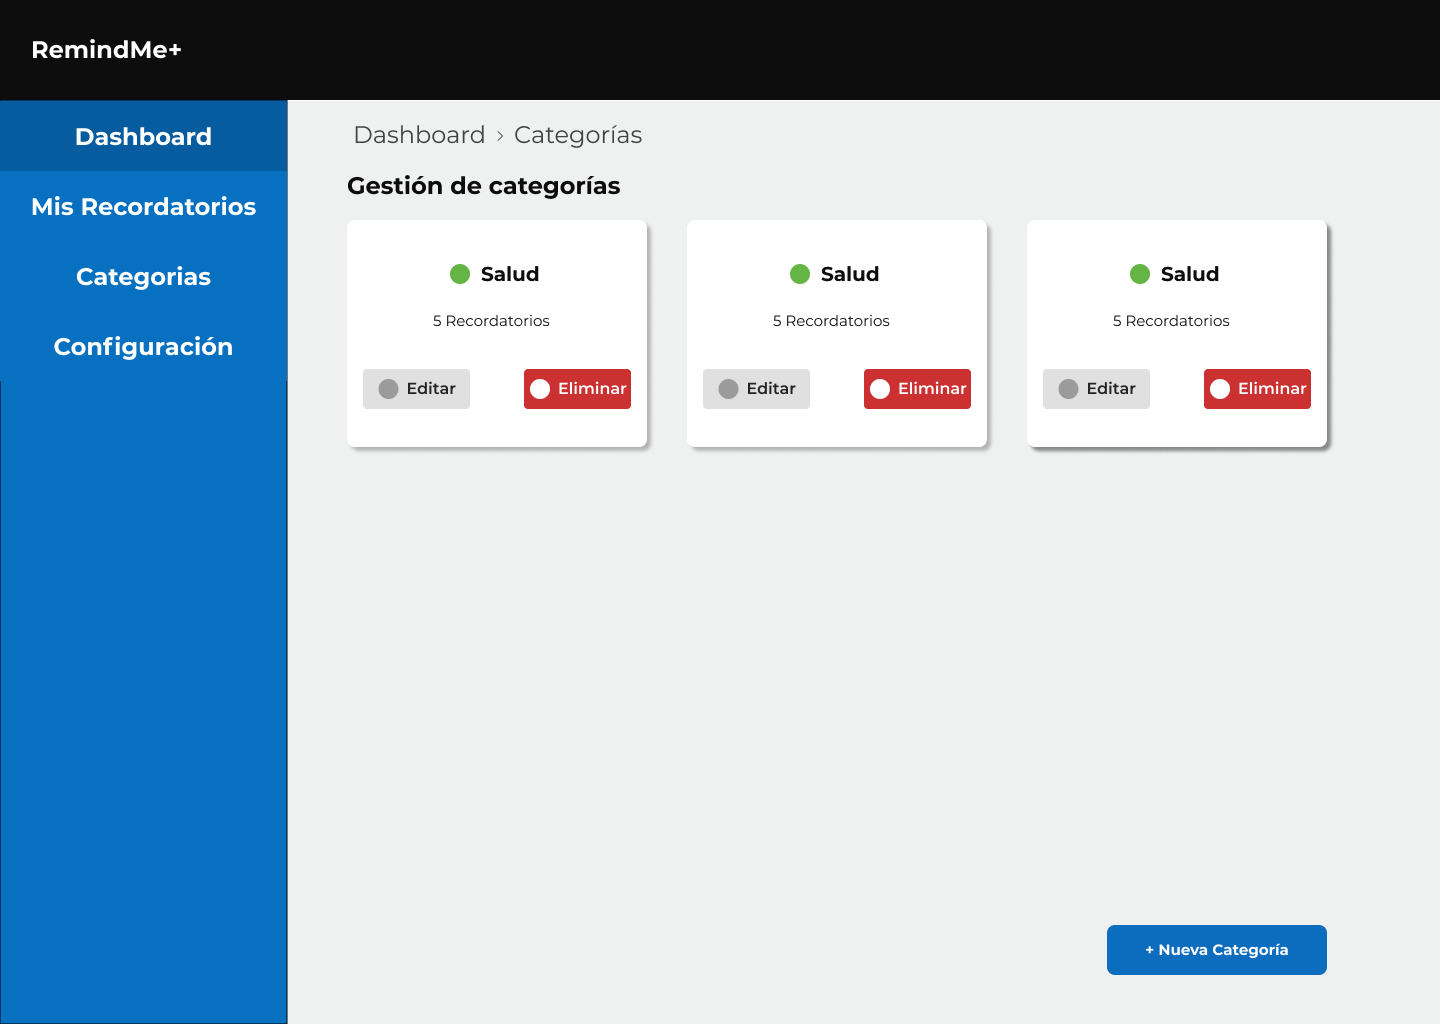 RemindMe+
Dashboard
Mis Recordatorios
Categorias
Configuración
Dashboard › Categorías
Gestión de categorías
Salud
5 Recordatorios
Editar
Eliminar
Salud
5 Recordatorios
Editar
Eliminar
Salud
5 Recordatorios
Editar
Eliminar
+ Nueva Categoría